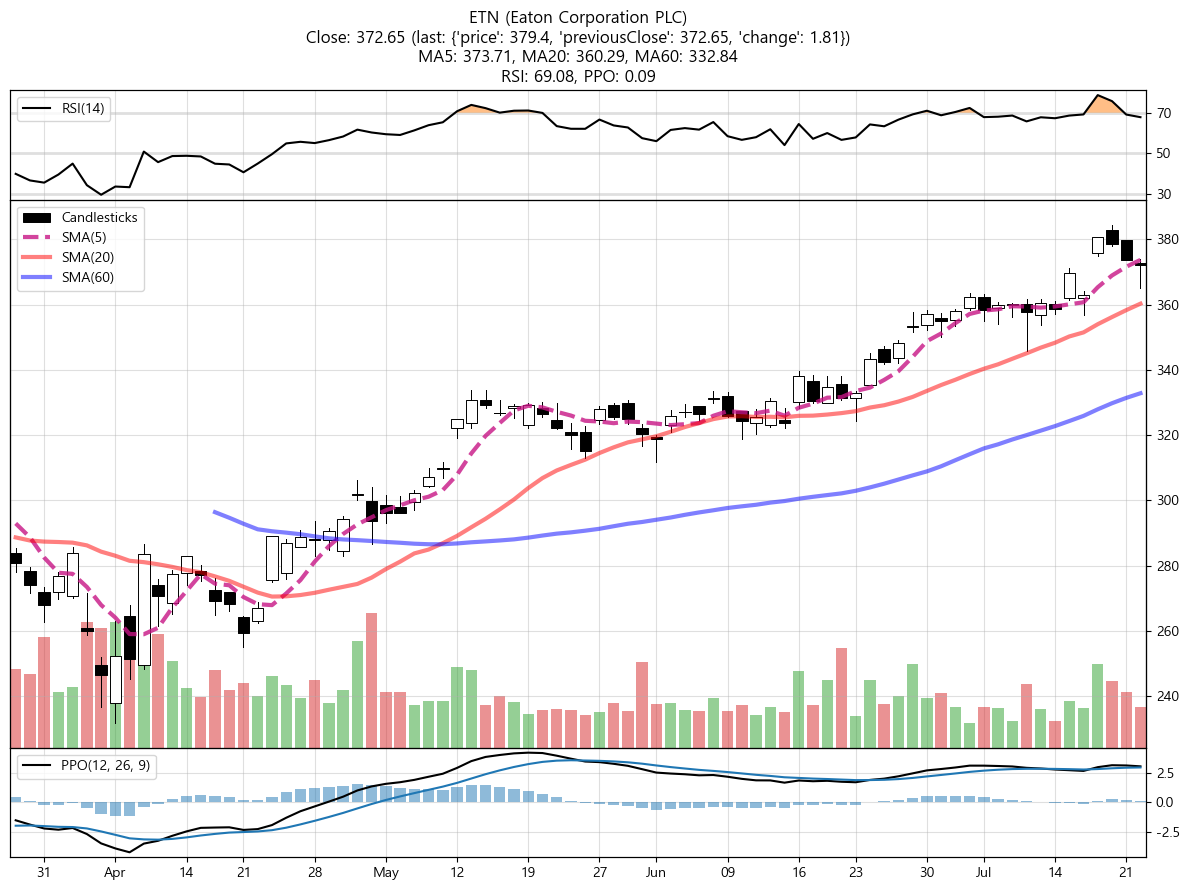 ETN (Eaton Corporation PLC)
Close: 372.65 (last: {'price': 379.4, 'previousClose': 372.65, 'change': 1.81})
MA5: 373.71, MA20: 360.29, MA60: 332.84
RSI: 69.08, PPO: 0.09
RSI(14)
70
50
30
Candlesticks
SMA(5)
SMA(20)
SMA(60)
380
360
340
320
300
280
260
240
PPO(12, 26, 9)
2.5
0.0
-2.5
31 Apr 14 21 28 May 12 19 27 Jun 09 16 23 30 Jul 14 21